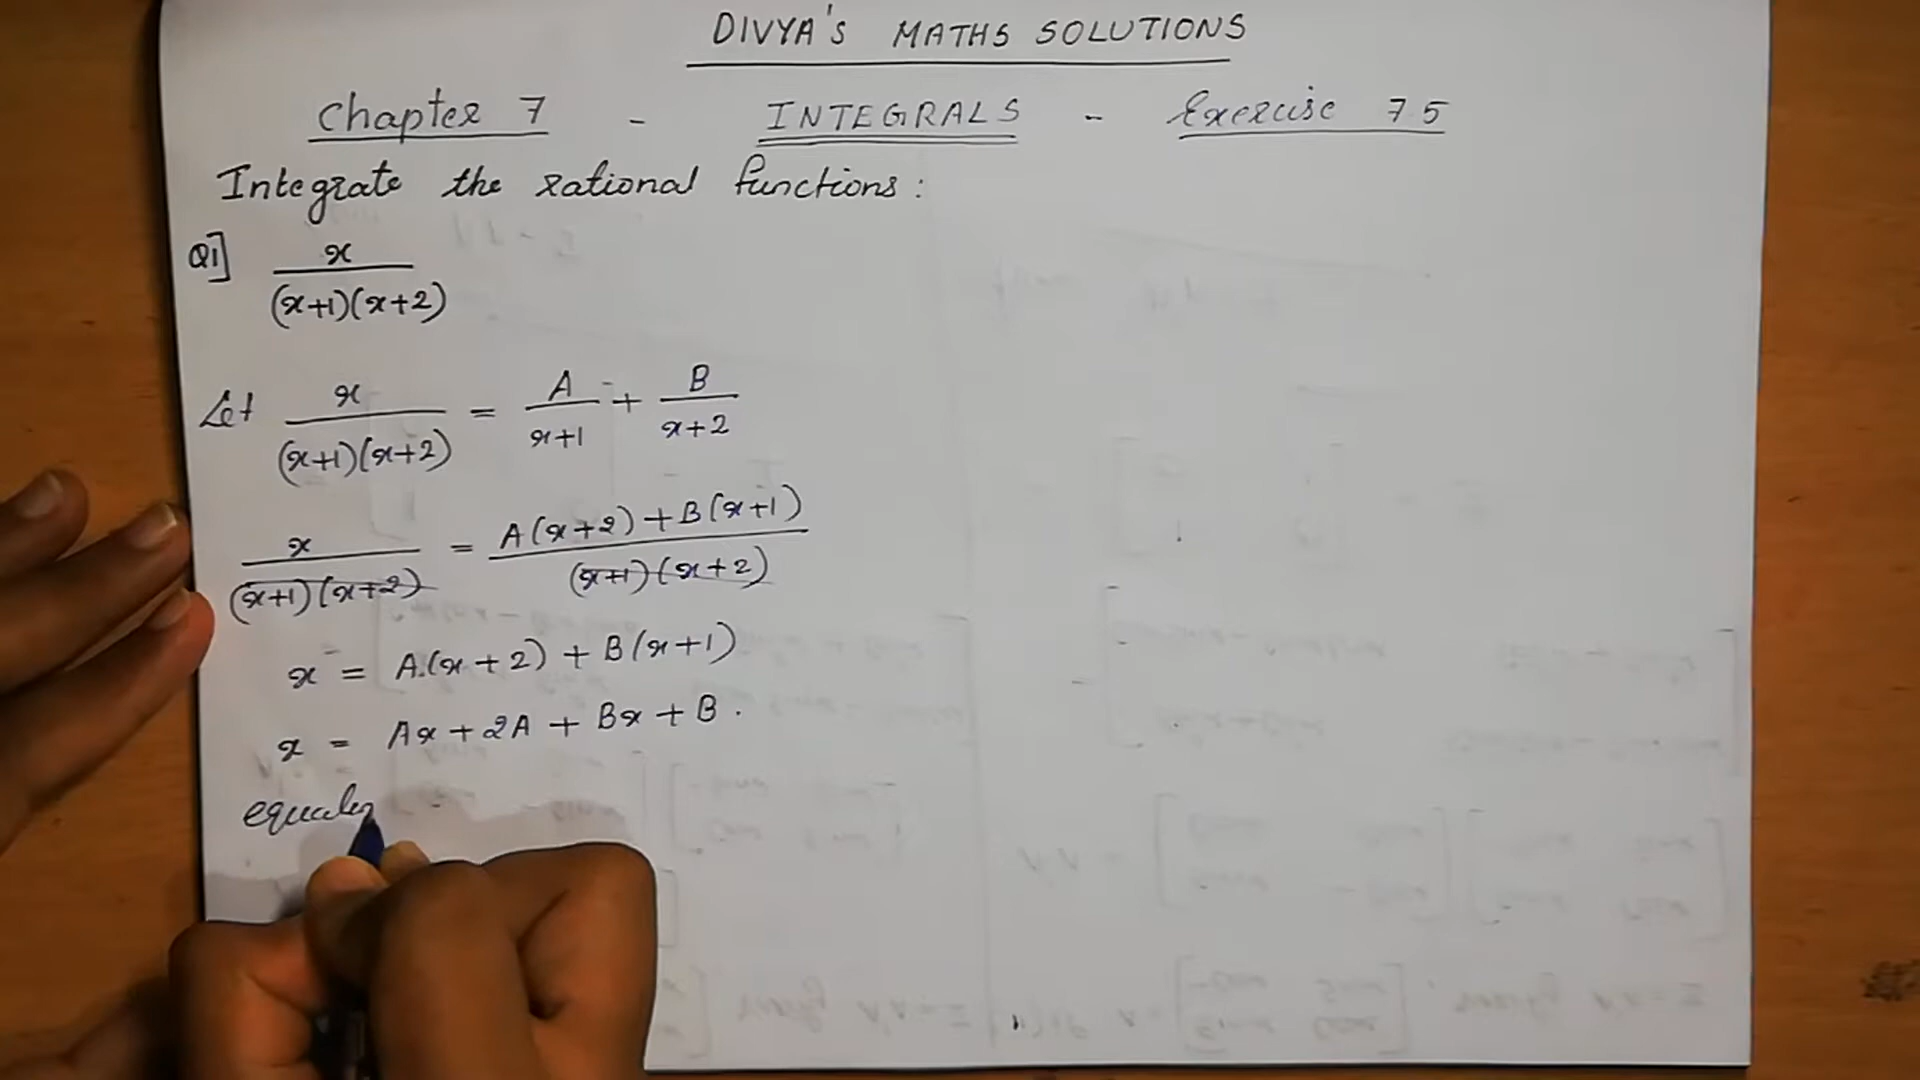 DIVYA'S MATHS SOLUTIONS
Chapter 7 - INTEGRALS - Exercise 7.5
Integrate the rational functions:
Q1] x / (x+1)(x+2)
Let x / (x+1)(x+2) = A / x+1 + B / x+2
x / (x+1)(x+2) = A(x+2)+B(x+1) / (x+1)(x+2)
x = A.(x+2) + B(x+1)
x = Ax + 2A + Bx + B.